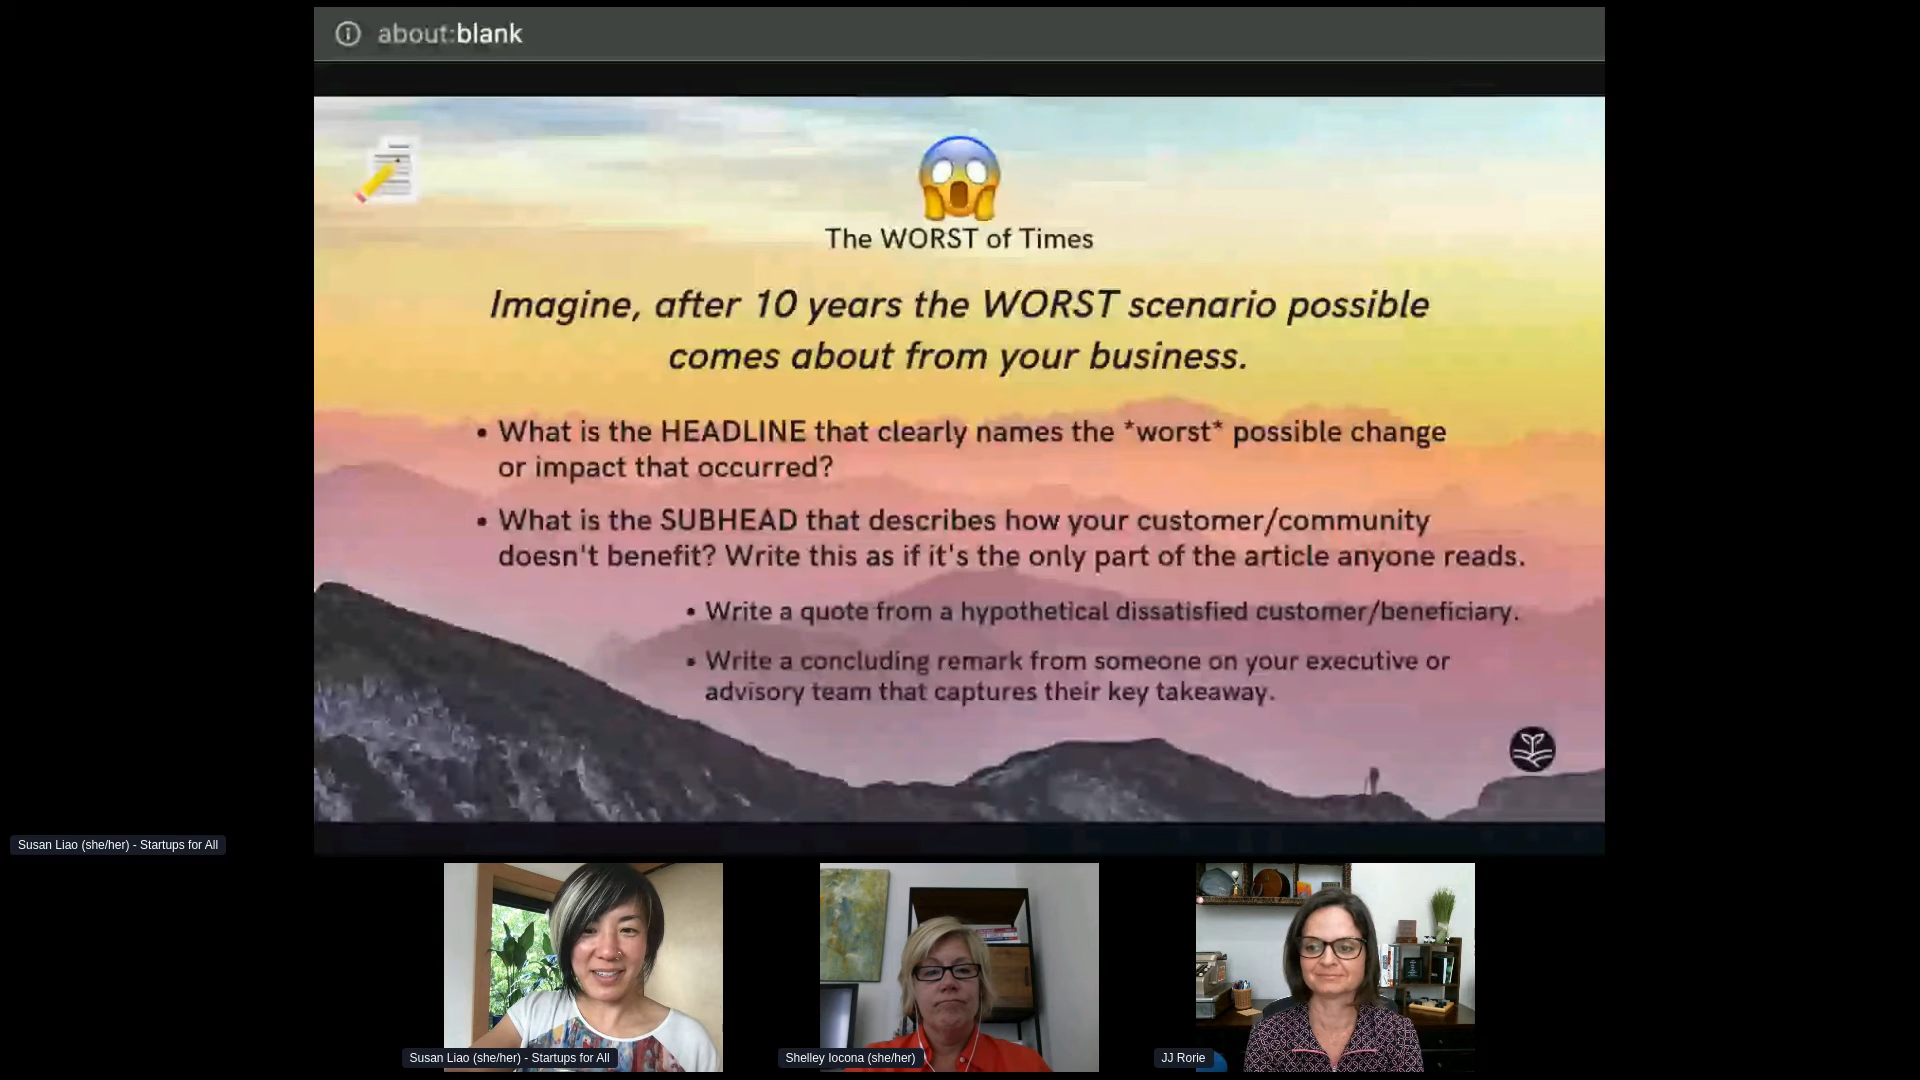 about:blank
The WORST of Times
Imagine, after 10 years the WORST scenario possible
comes about from your business.
• What is the HEADLINE that clearly names the *worst* possible change
or impact that occurred?
• What is the SUBHEAD that describes how your customer/community
doesn't benefit? Write this as if it's the only part of the article anyone reads.
• Write a quote from a hypothetical dissatisfied customer/beneficiary.
• Write a concluding remark from someone on your executive or
advisory team that captures their key takeaway.
Susan Liao (she/her) - Startups for All
Susan Liao (she/her) - Startups for All
Shelley Iocona (she/her)
JJ Rorie